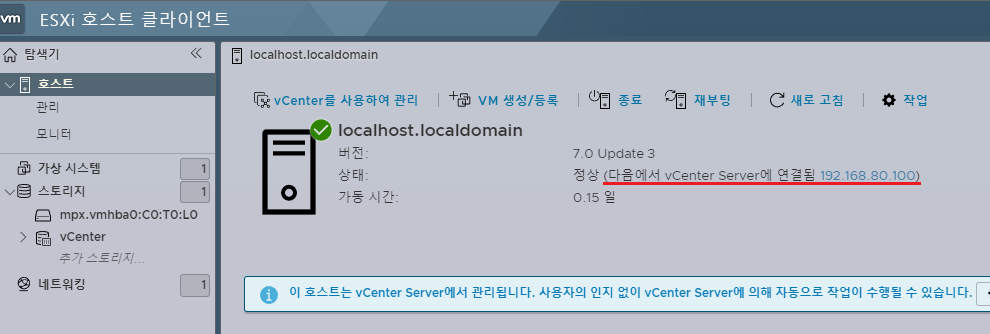 vm ESXi 호스트 클라이언트
탐색기
호스트
관리
모니터
가상 시스템 1
스토리지 1
mpx.vmhba0:C0:T0:L0
vCenter
추가 스토리지...
네트워킹 1
localhost.localdomain
vCenter를 사용하여 관리 VM 생성/등록 종료 재부팅 새로 고침 작업
localhost.localdomain
버전: 7.0 Update 3
상태: 정상 (다음에서 vCenter Server에 연결됨 192.168.80.100)
가동 시간: 0.15 일
이 호스트는 vCenter Server에서 관리됩니다. 사용자의 인지 없이 vCenter Server에 의해 자동으로 작업이 수행될 수 있습니다.